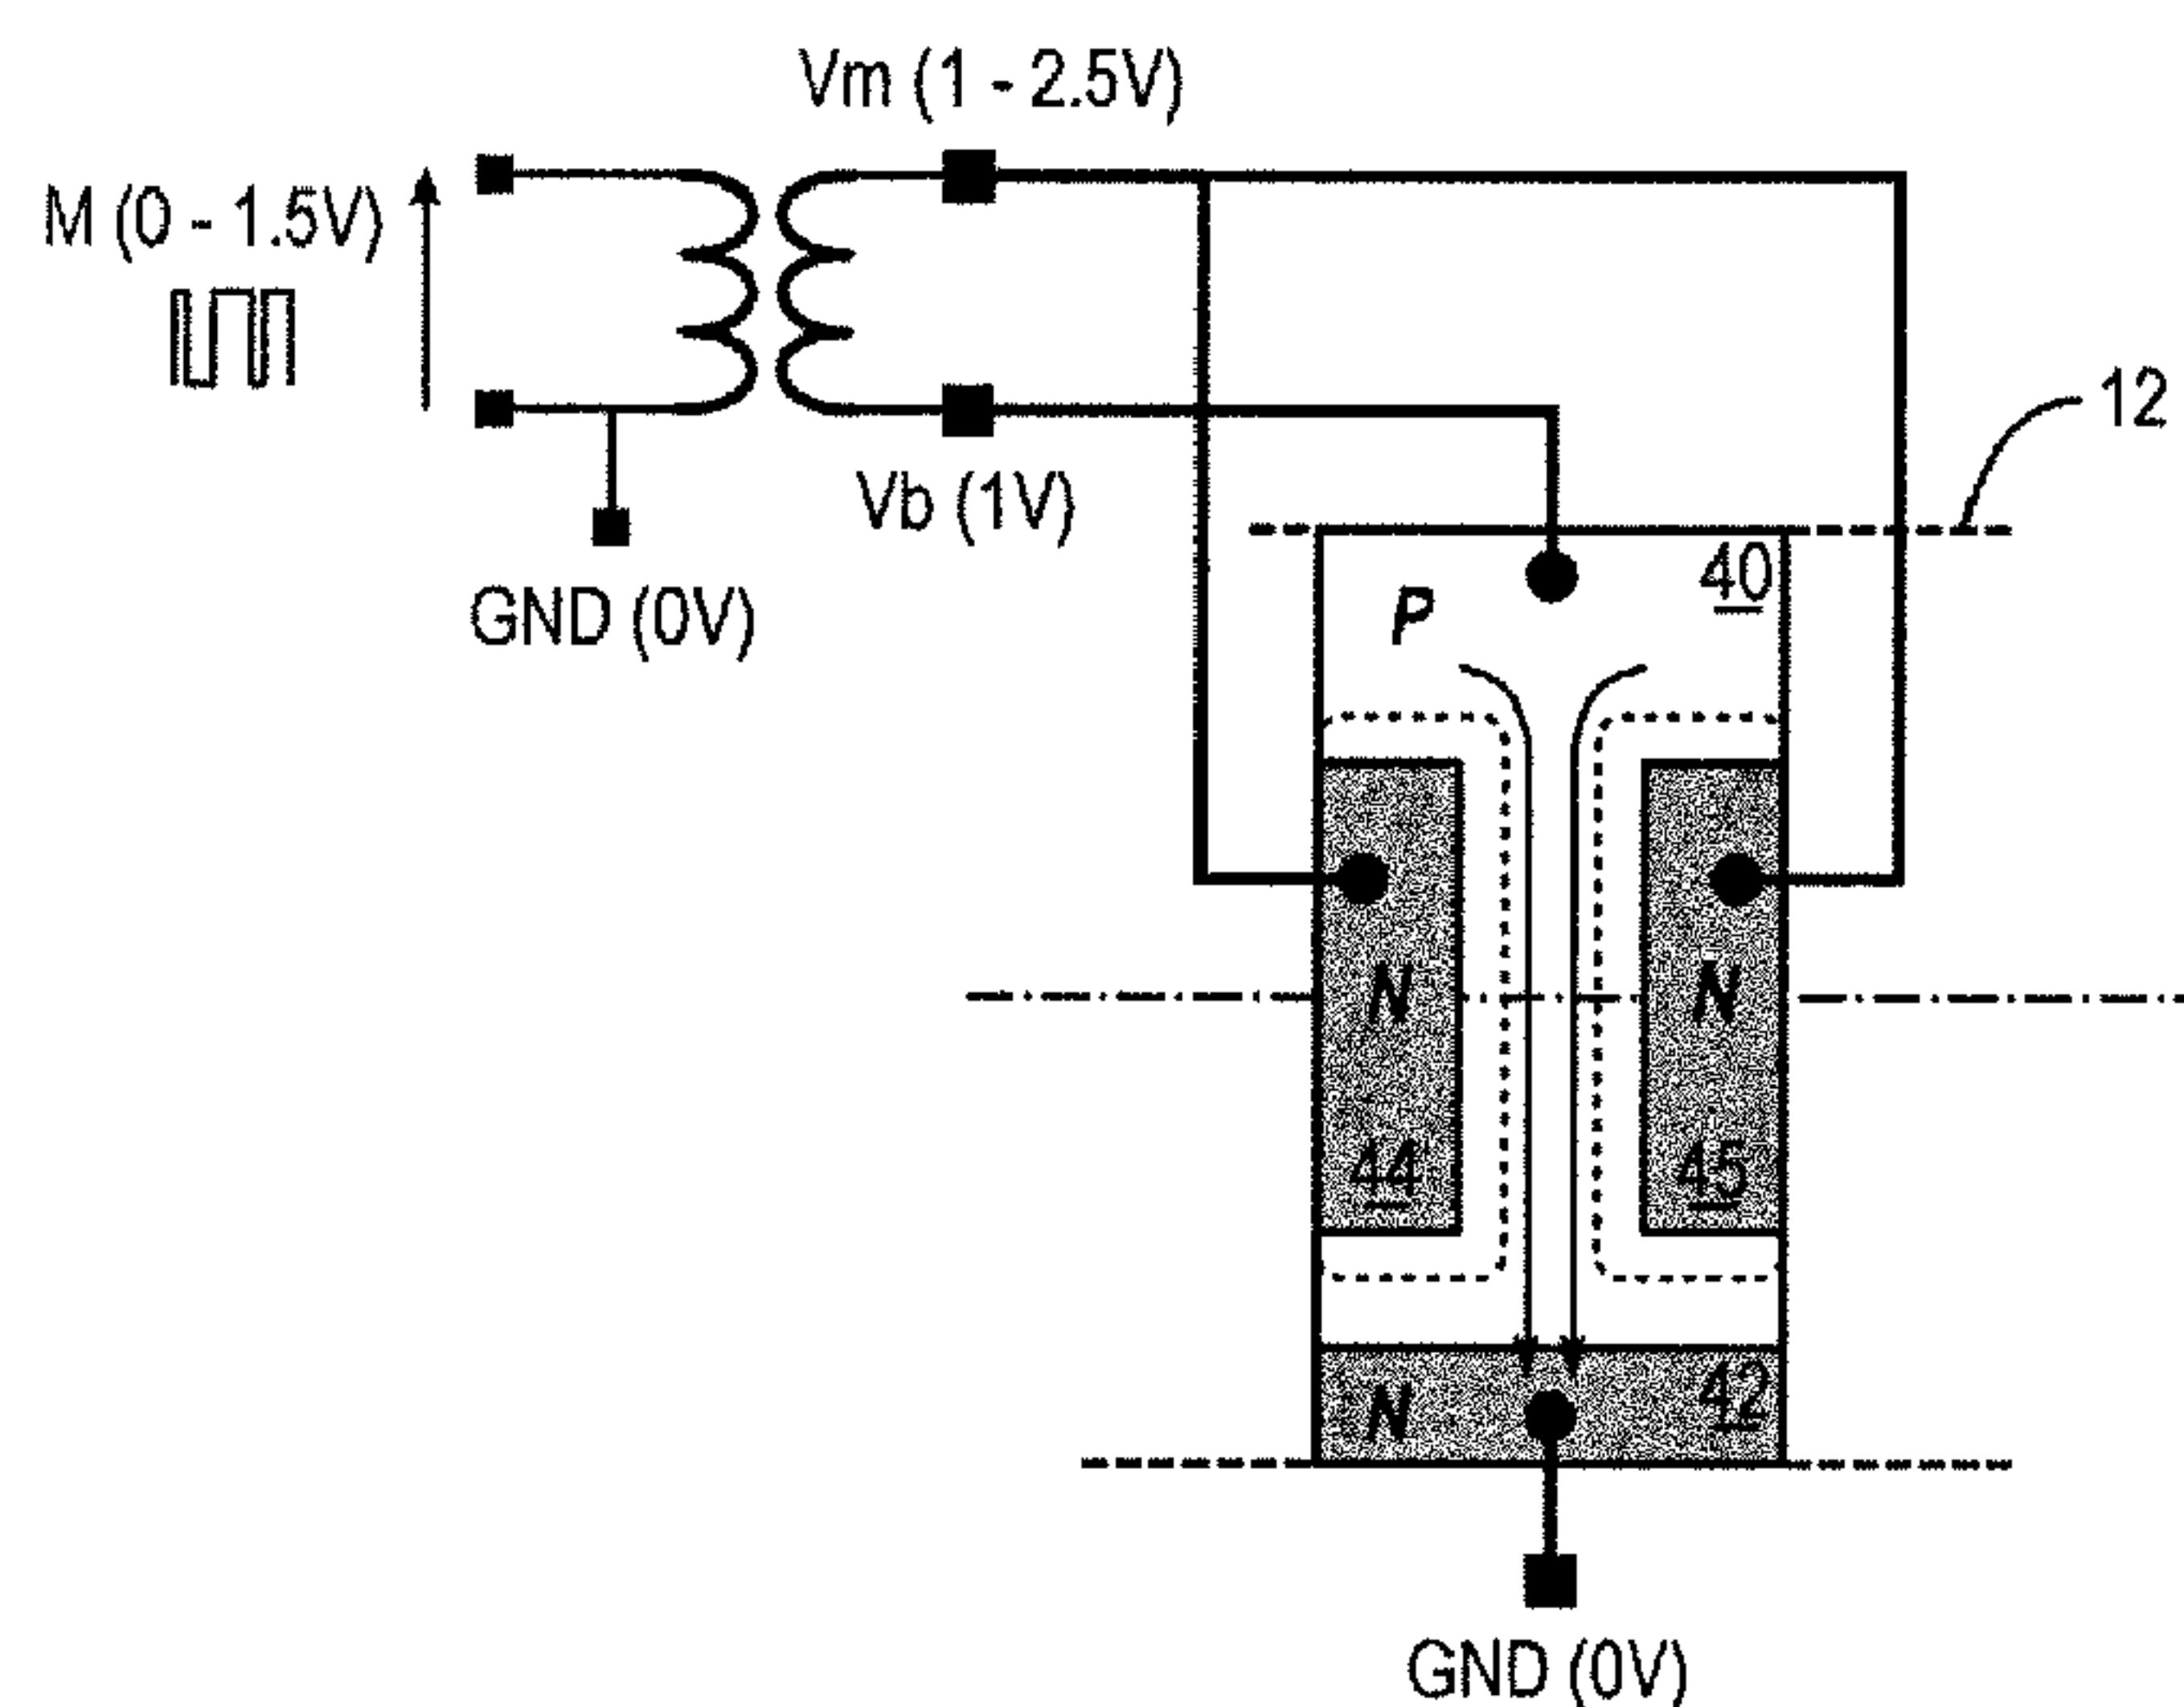 Vm (1 - 2.5V)
M (0 - 1.5V)
12
Vb (1V)
40
GND (0V)
P
N
N
44
45
42
N
GND (0V)